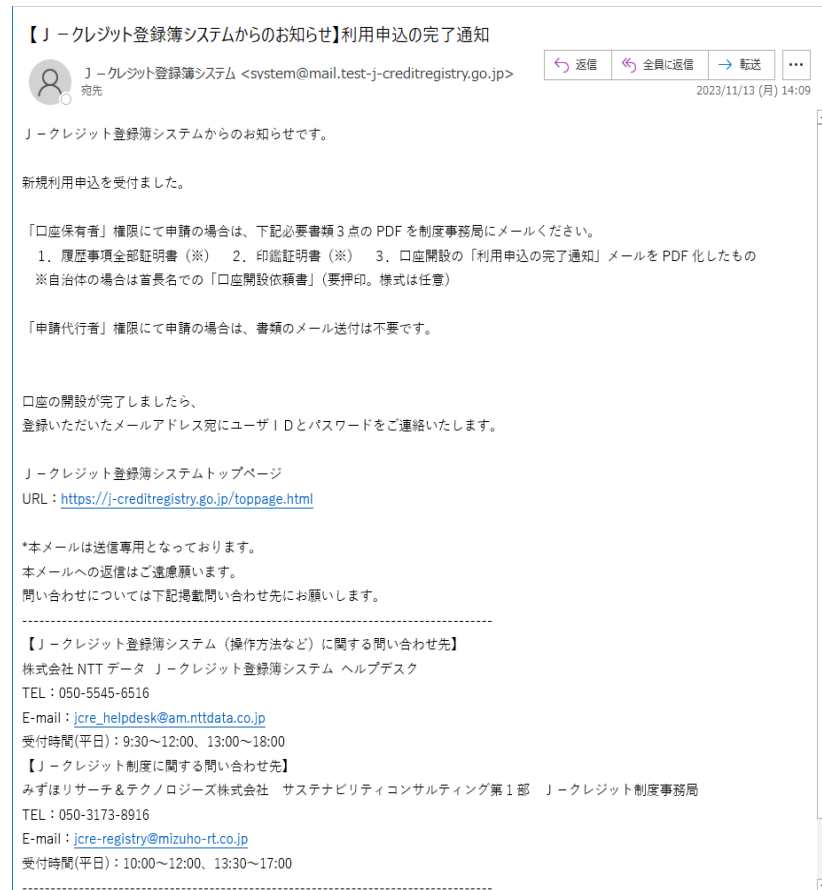 【Ｊ－クレジット登録簿システムからのお知らせ】利用申込の完了通知
Ｊ－クレジット登録簿システム <system@mail.test-j-creditregistry.go.jp>
宛先
返信
全員に返信
転送
2023/11/13 (月) 14:09
Ｊ－クレジット登録簿システムからのお知らせです。
新規利用申込を受付ました。
「口座保有者」権限にて申請の場合は、下記必要書類３点の PDF を制度事務局にメールください。
１．履歴事項全部証明書（※）　２．印鑑証明書（※）　３．口座開設の「利用申込の完了通知」メールを PDF 化したもの
※自治体の場合は首長名での「口座開設依頼書」（要押印。様式は任意）
「申請代行者」権限にて申請の場合は、書類のメール送付は不要です。
口座の開設が完了しましたら、
登録いただいたメールアドレス宛にユーザＩＤとパスワードをご連絡いたします。
Ｊ－クレジット登録簿システムトップページ
URL：https://j-creditregistry.go.jp/toppage.html
*本メールは送信専用となっております。
本メールへの返信はご遠慮願います。
問い合わせについては下記掲載問い合わせ先にお願いします。
------------------------------------------------------------------------------------
【Ｊ－クレジット登録簿システム（操作方法など）に関する問い合わせ先】
株式会社 NTT データ Ｊ－クレジット登録簿システム ヘルプデスク
TEL：050-5545-6516
E-mail：jcre_helpdesk@am.nttdata.co.jp
受付時間(平日)：9:30～12:00、13:00～18:00
【Ｊ－クレジット制度に関する問い合わせ先】
みずほリサーチ＆テクノロジーズ株式会社　サステナビリティコンサルティング第１部　Ｊ－クレジット制度事務局
TEL：050-3173-8916
E-mail：jcre-registry@mizuho-rt.co.jp
受付時間(平日)：10:00～12:00、13:30～17:00
------------------------------------------------------------------------------------